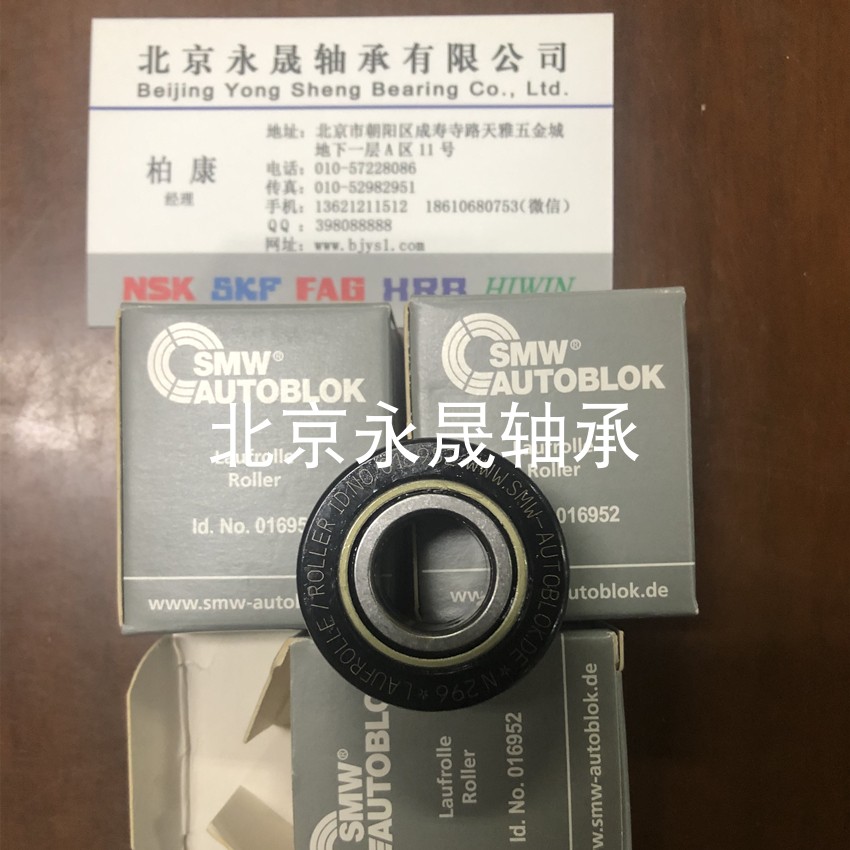 北京永晟轴承有限公司
Beijing Yong Sheng Bearing Co., Ltd.
柏康
经理
地址：北京市朝阳区成寿寺路天雅五金城
地下一层A区11号
电话：010-57228086
传真：010-52982951
手机：13621211512 18610680753(微信)
QQ：398088888
网址：www.bjysl.com
NSK SKF FAG HRB HIWIN
SMW®
AUTOBLOK
Laufrolle
Roller
Id. No. 01695
www.smw-autobl
SMW®
AUTOBLOK
Laufrolle
Roller
016952
autoblok.de
北京永晟轴承
LAUFROLLE/ROLLER ID.NO. WWW.SMW-AUTOBLOK.DE * N 296 *
SMW®
AUTOBLO
Laufrolle
Roller
Id. No. 016952
www.smw-autoblok.de